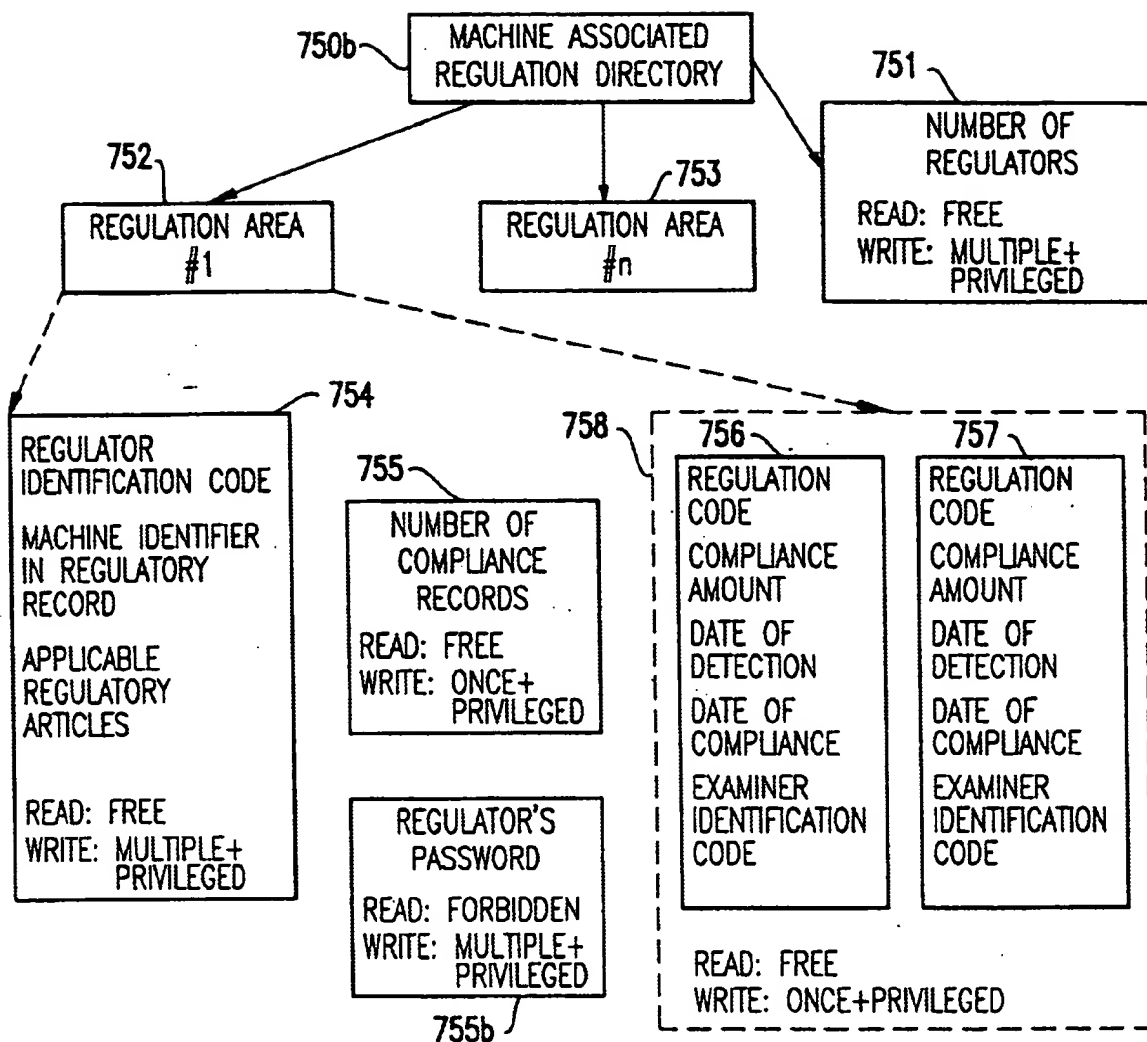 750b
MACHINE ASSOCIATED
REGULATION DIRECTORY
751
NUMBER OF
REGULATORS
READ: FREE
WRITE: MULTIPLE+
PRIVILEGED
752
REGULATION AREA
#1
753
REGULATION AREA
#n
754
REGULATOR
IDENTIFICATION CODE
MACHINE IDENTIFIER
IN REGULATORY
RECORD
APPLICABLE
REGULATORY
ARTICLES
READ: FREE
WRITE: MULTIPLE+
PRIVILEGED
755
NUMBER OF
COMPLIANCE
RECORDS
READ: FREE
WRITE: ONCE+
PRIVILEGED
REGULATOR'S
PASSWORD
READ: FORBIDDEN
WRITE: MULTIPLE+
PRIVILEGED
755b
758
756
REGULATION
CODE
COMPLIANCE
AMOUNT
DATE OF
DETECTION
DATE OF
COMPLIANCE
EXAMINER
IDENTIFICATION
CODE
757
REGULATION
CODE
COMPLIANCE
AMOUNT
DATE OF
DETECTION
DATE OF
COMPLIANCE
EXAMINER
IDENTIFICATION
CODE
READ: FREE
WRITE: ONCE+PRIVILEGED